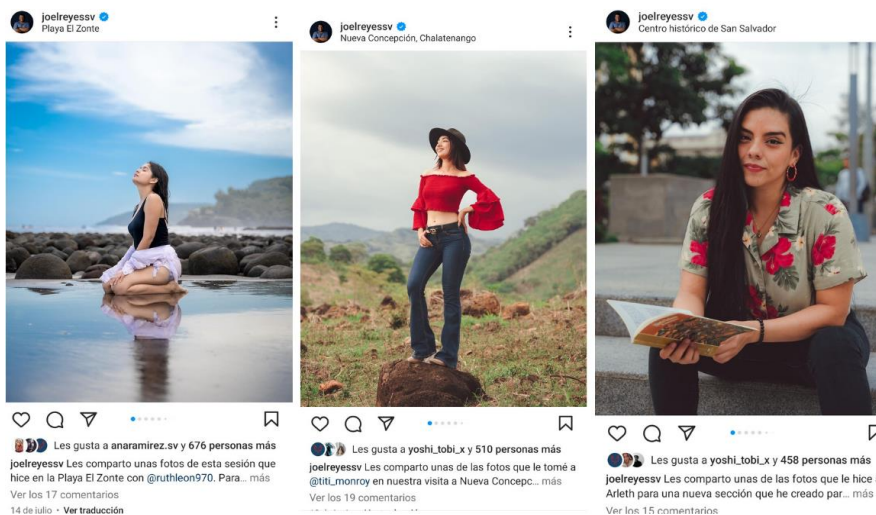 joelreyessv
Playa El Zonte
Les gusta a anaramirez.sv y 676 personas más
joelreyessv Les comparto unas fotos de esta sesión que
hice en la Playa El Zonte con @ruthleon970. Para... más
Ver los 17 comentarios
14 de julio • Ver traducción
joelreyessv
Nueva Concepción, Chalatenango
Les gusta a yoshi_tobi_x y 510 personas más
joelreyessv Les comparto unas de las fotos que le tomé a
@titi_monroy en nuestra visita a Nueva Concepc... más
Ver los 19 comentarios
joelreyessv
Centro histórico de San Salvador
Les gusta a yoshi_tobi_x y 458 personas más
joelreyessv Les comparto unas de las fotos que le hice
Arleth para una nueva sección que he creado par... más
Ver los 15 comentarios